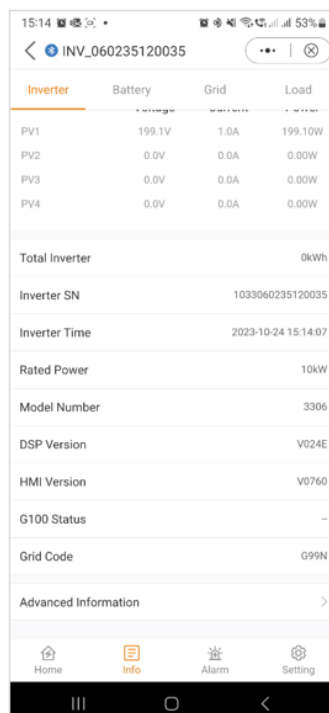 15:14 53%
INV_060235120035
Inverter Battery Grid Load
PV1 199.1V 1.0A 199.10W
PV2 0.0V 0.0A 0.00W
PV3 0.0V 0.0A 0.00W
PV4 0.0V 0.0A 0.00W
Total Inverter 0kWh
Inverter SN 1033060235120035
Inverter Time 2023-10-24 15:14:07
Rated Power 10kW
Model Number 3306
DSP Version V024E
HMI Version V0760
G100 Status --
Grid Code G99N
Advanced Information
Home Info Alarm Setting